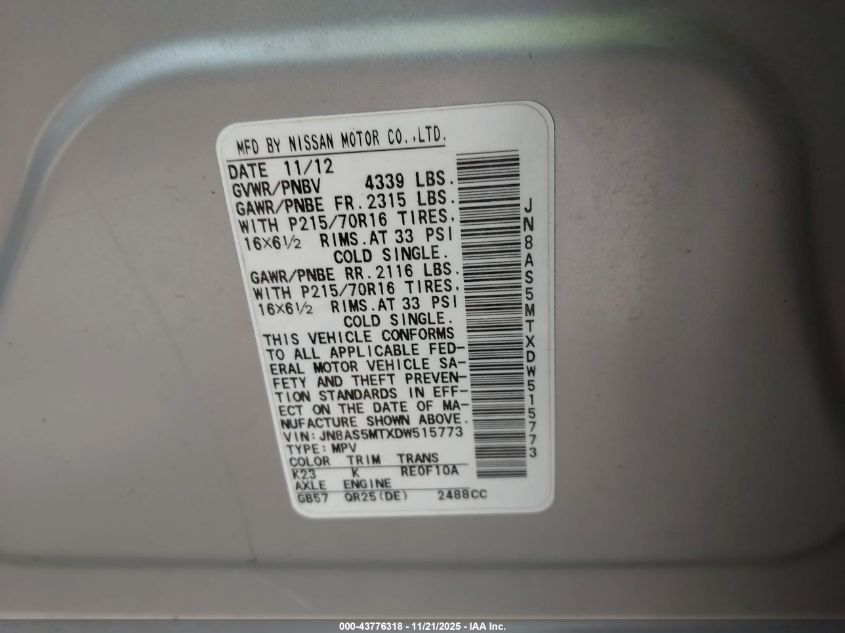 MFD BY NISSAN MOTOR CO.,LTD.
DATE 11/12
GVWR/PNBV 4339 LBS.
GAWR/PNBE FR. 2315 LBS.
WITH P215/70R16 TIRES,
16X6½ RIMS.AT 33 PSI
COLD SINGLE.
GAWR/PNBE RR. 2116 LBS.
WITH P215/70R16 TIRES,
16X6½ RIMS.AT 33 PSI
COLD SINGLE.
THIS VEHICLE CONFORMS
TO ALL APPLICABLE FED-
ERAL MOTOR VEHICLE SA-
FETY AND THEFT PREVEN-
TION STANDARDS IN EFF-
ECT ON THE DATE OF MA-
NUFACTURE SHOWN ABOVE.
VIN:JN8AS5MTXDW515773
TYPE:MPV
COLOR TRIM TRANS
K23 K RE0F10A
AXLE ENGINE
GB57 QR25(DE) 2488CC
JN8AS5MTXDW515773
000-43776318 - 11/21/2025 - IAA Inc.